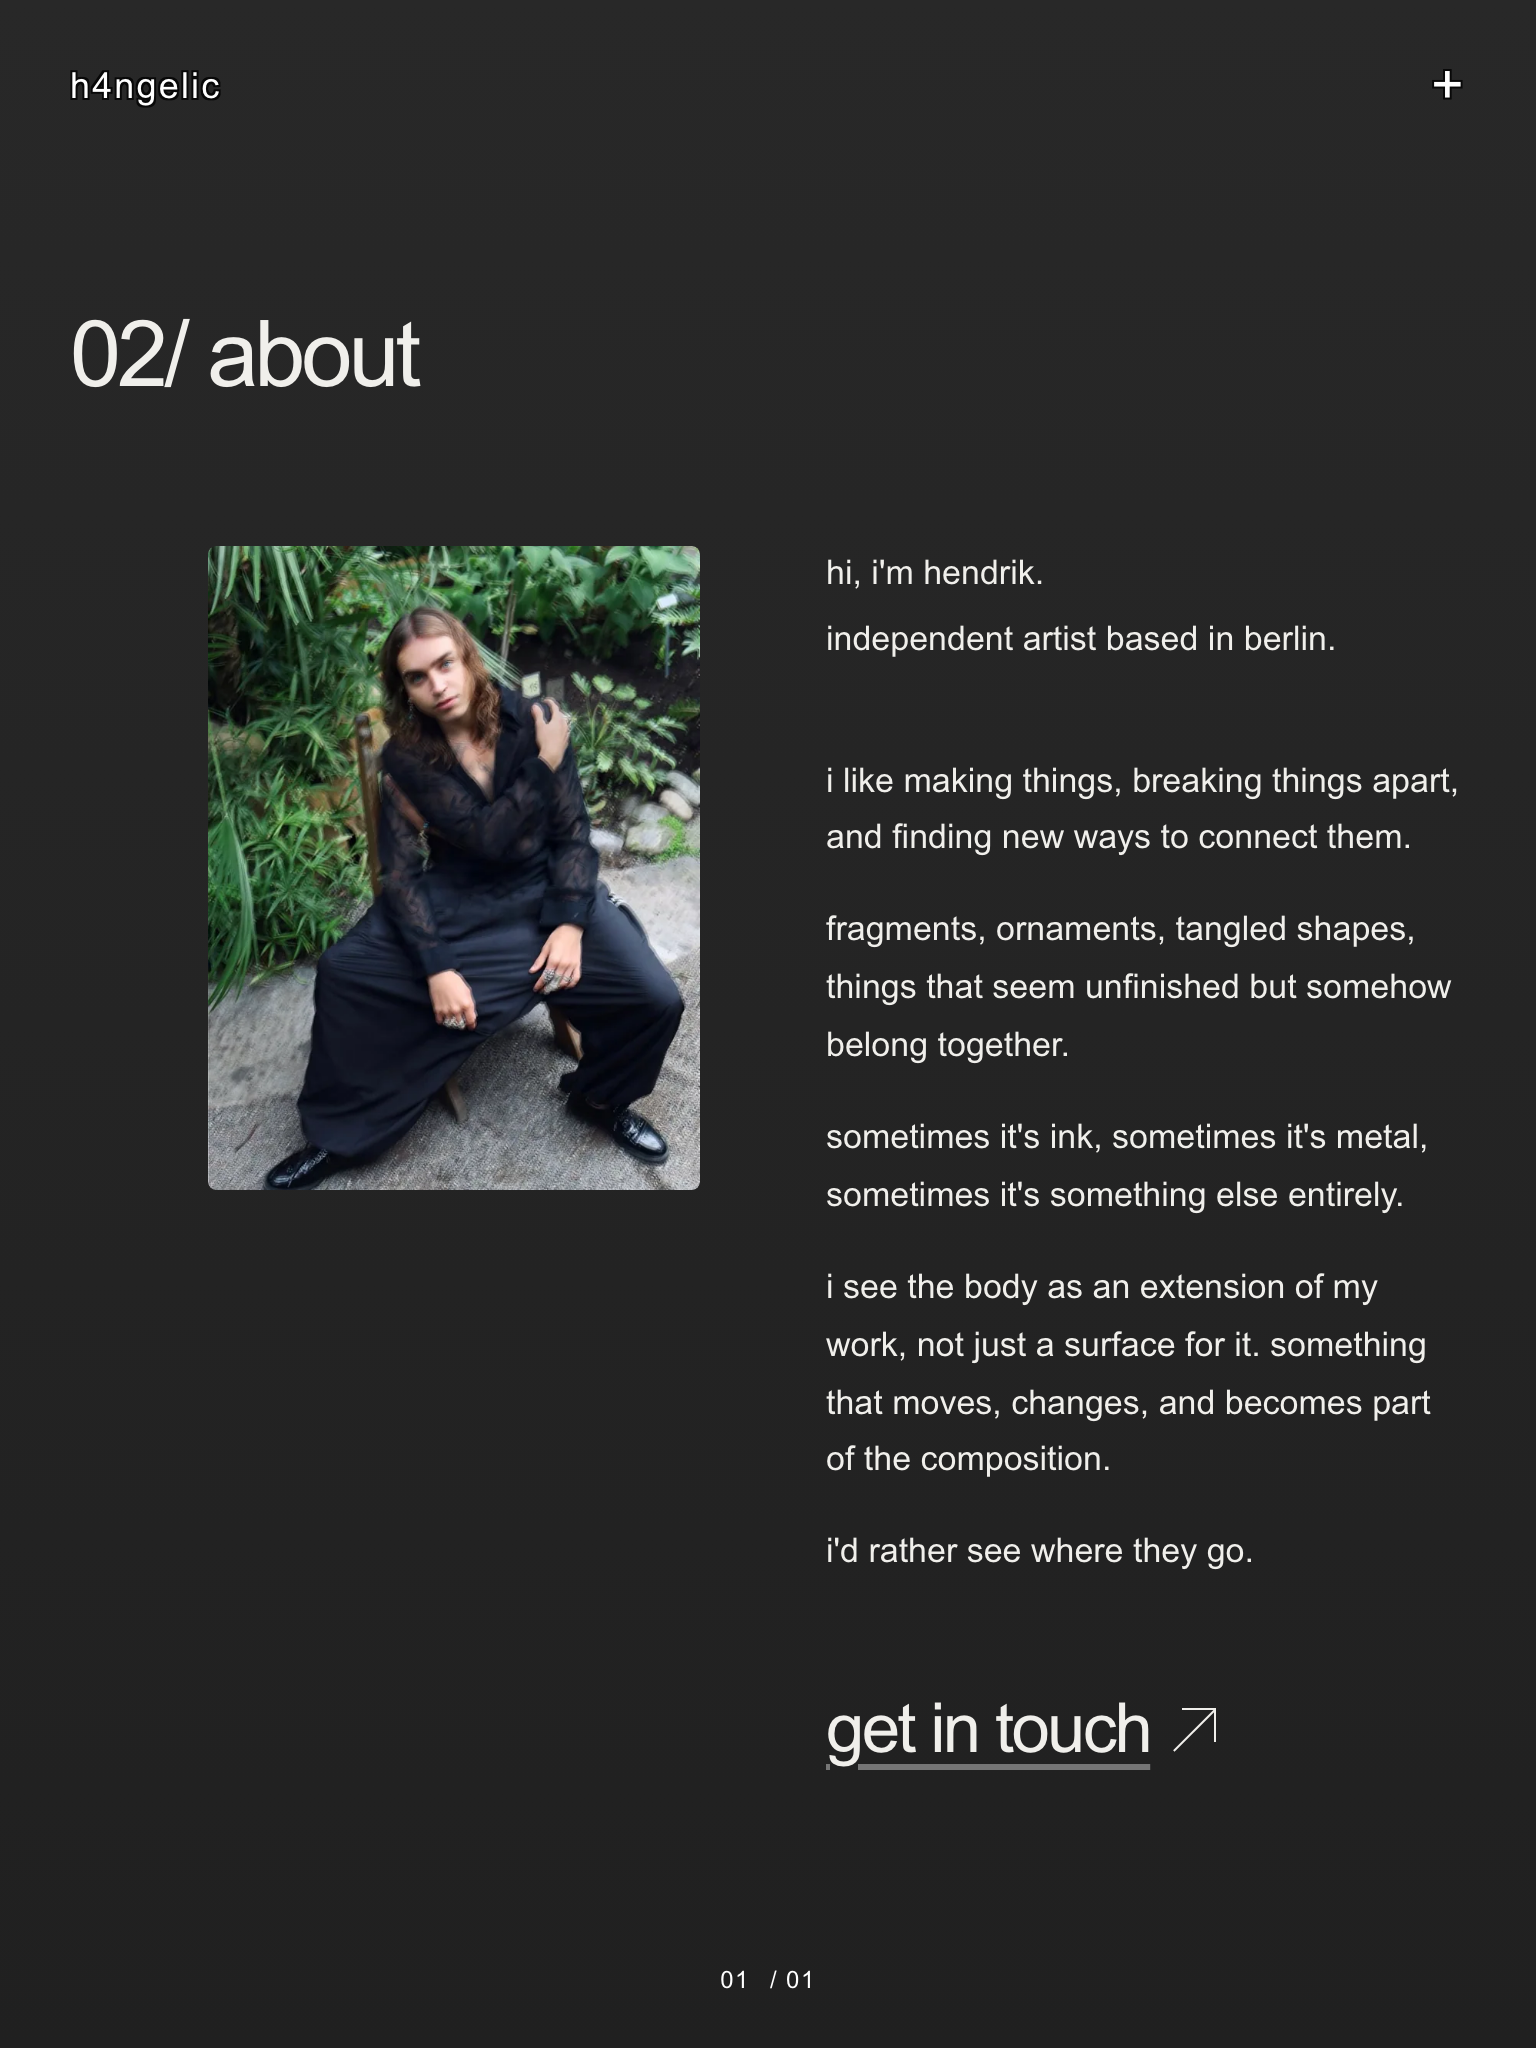 h4ngelic
+
02/ about
hi, i'm hendrik.
independent artist based in berlin.
i like making things, breaking things apart,
and finding new ways to connect them.
fragments, ornaments, tangled shapes,
things that seem unfinished but somehow
belong together.
sometimes it's ink, sometimes it's metal,
sometimes it's something else entirely.
i see the body as an extension of my
work, not just a surface for it. something
that moves, changes, and becomes part
of the composition.
i'd rather see where they go.
get in touch
01 / 01